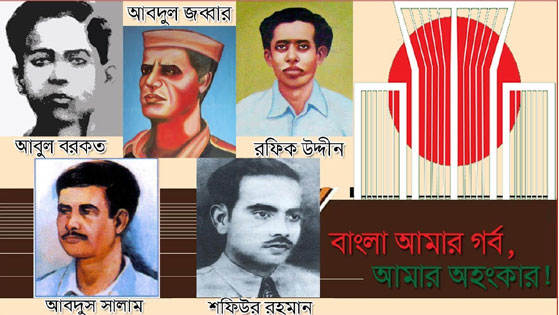 আবদুল জব্বার
আবুল বরকত
রফিক উদ্দীন
আবদুস সালাম
শফিউর রহমান
বাংলা আমার গর্ব,
আমার অহংকার!